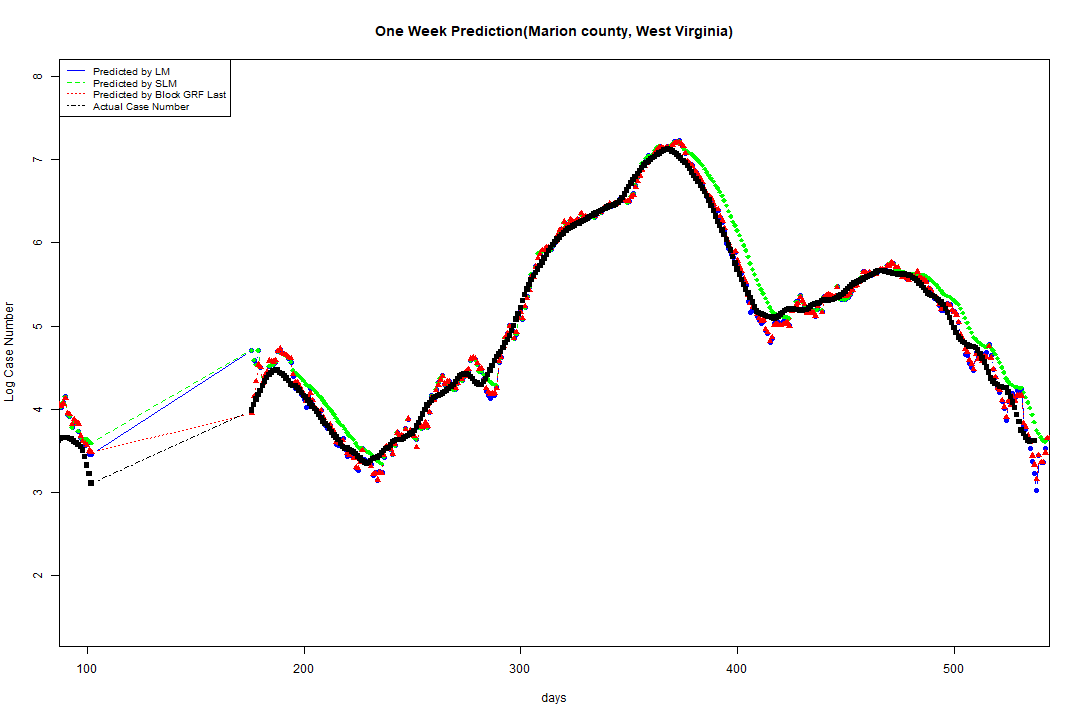 One Week Prediction(Marion county, West Virginia)
Predicted by LM
Predicted by SLM
Predicted by Block GRF Last
Actual Case Number
8
7
6
5
4
3
2
Log Case Number
100 200 300 400 500
days